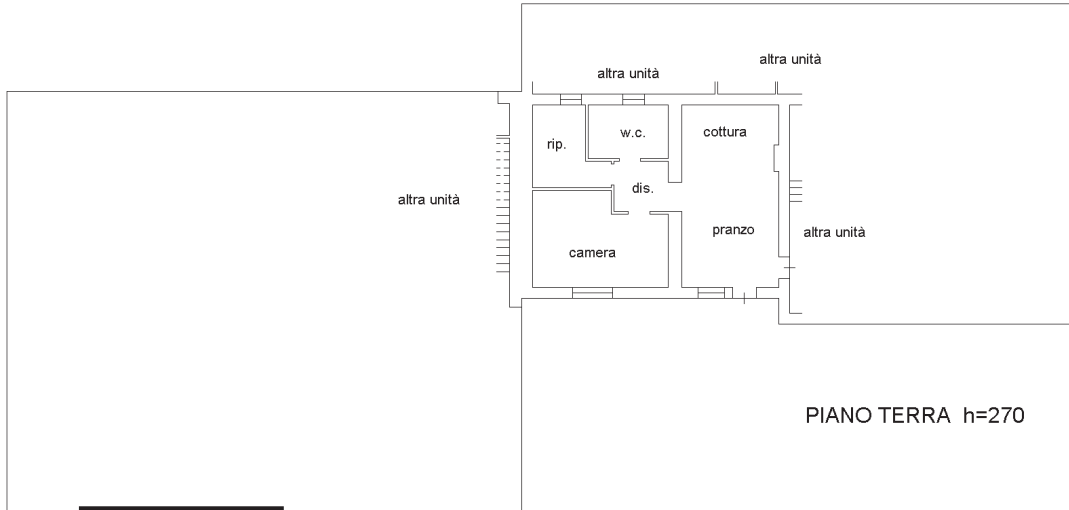 altra unità
altra unità
w.c.
cottura
rip.
dis.
altra unità
pranzo
altra unità
camera
PIANO TERRA h=270